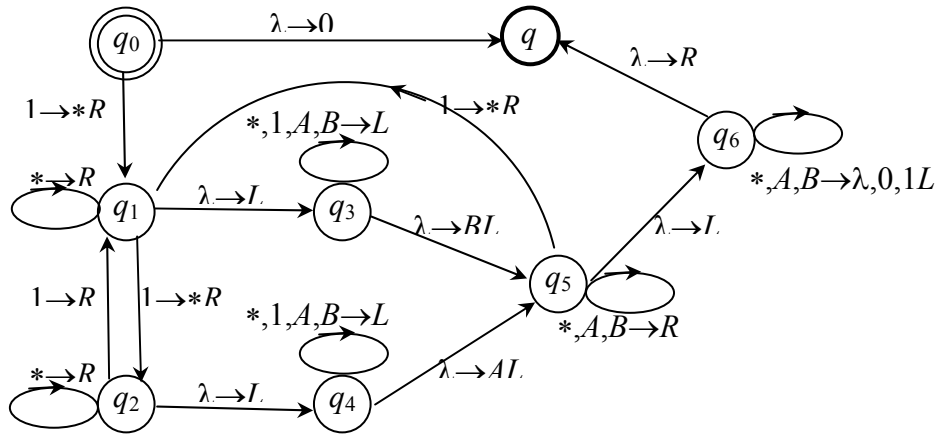 λ→0
q0
q
λ→R
1→*R
1→*R
*,1,A,B→L
q6
*→R
*,A,B→λ,0,1L
q1
λ→L
q3
λ→BL
λ→L
q5
1→R
1→*R
*,1,A,B→L
*,A,B→R
*→R
λ→AL
q2
λ→L
q4